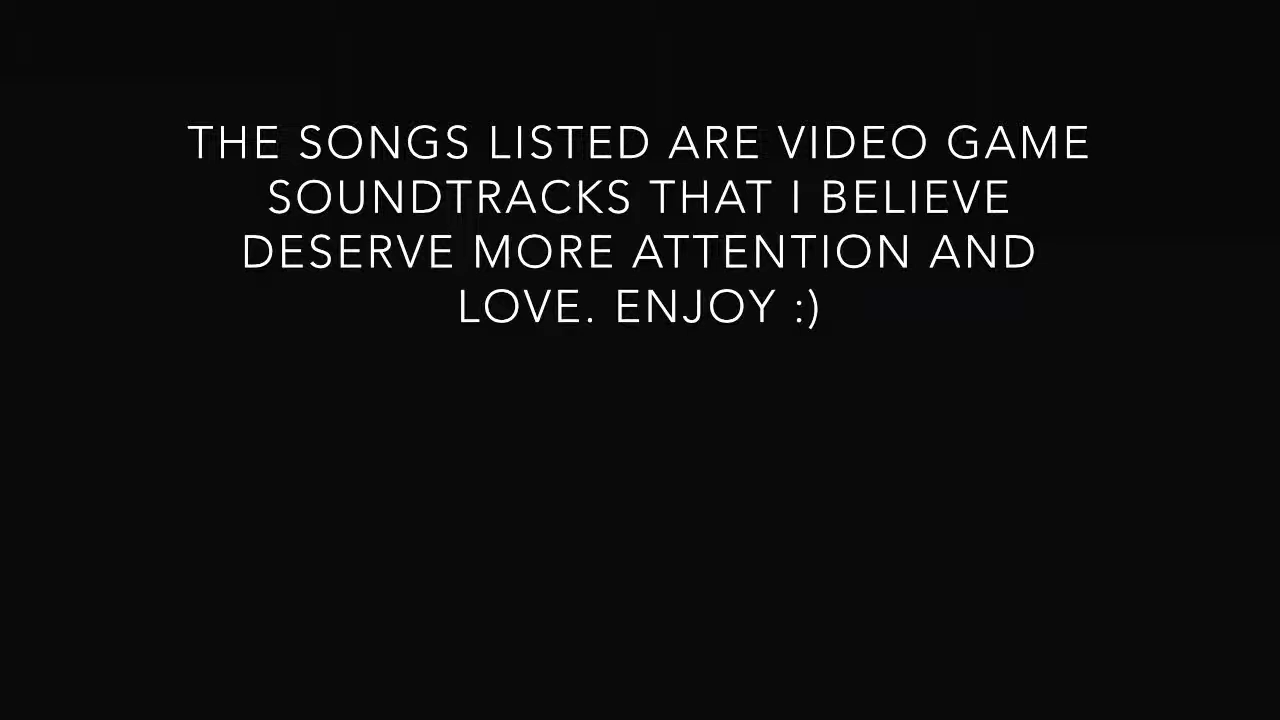 THE SONGS LISTED ARE VIDEO GAME
SOUNDTRACKS THAT I BELIEVE
DESERVE MORE ATTENTION AND
LOVE. ENJOY :)